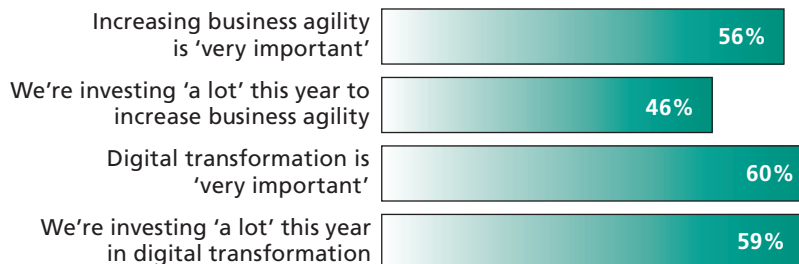 Increasing business agility
is ‘very important’
56%
We’re investing ‘a lot’ this year to
increase business agility
46%
Digital transformation is
‘very important’
60%
We’re investing ‘a lot’ this year
in digital transformation
59%